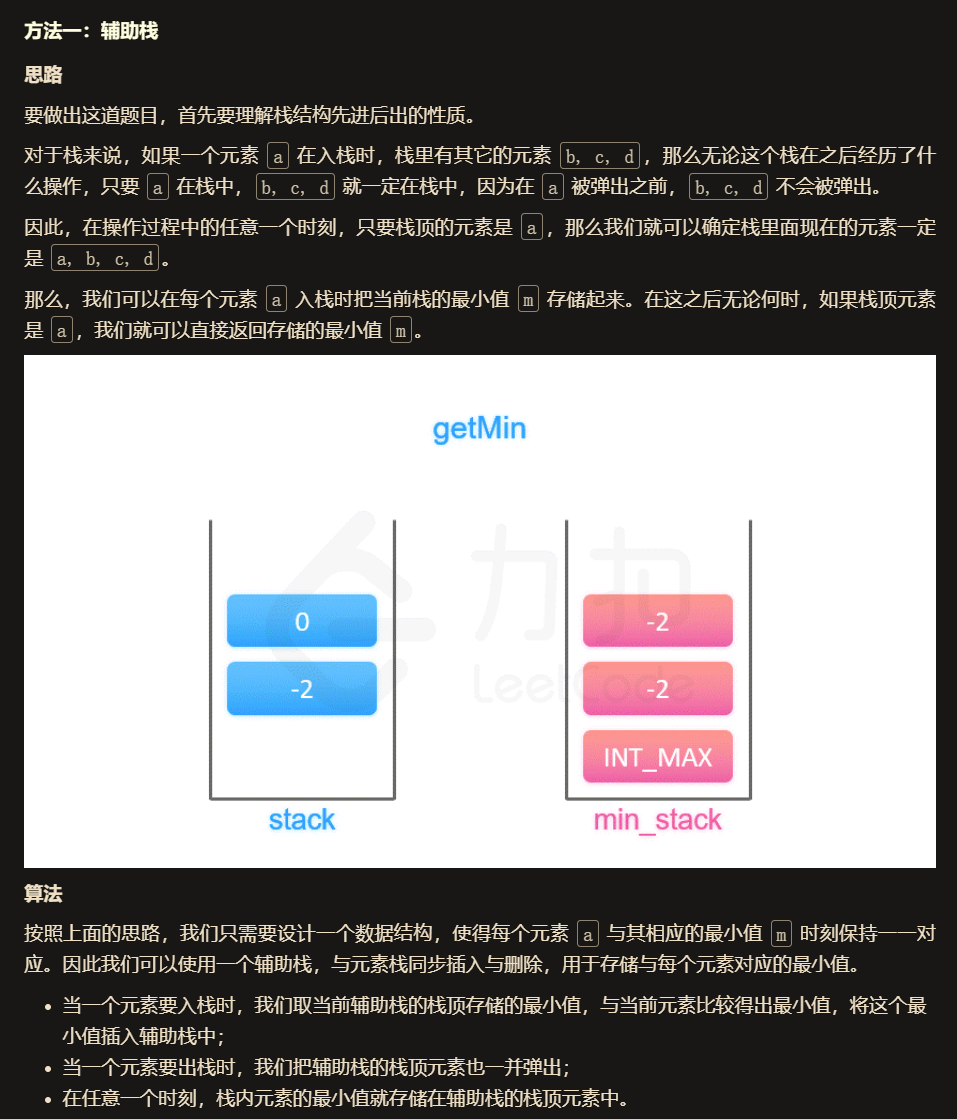 方法一：辅助栈
思路
要做出这道题目，首先要理解栈结构先进后出的性质。
对于栈来说，如果一个元素 a 在入栈时，栈里有其它的元素 b, c, d，那么无论这个栈在之后经历了什
么操作，只要 a 在栈中，b, c, d 就一定在栈中，因为在 a 被弹出之前，b, c, d 不会被弹出。
因此，在操作过程中的任意一个时刻，只要栈顶的元素是 a，那么我们就可以确定栈里面现在的元素一定
是 a, b, c, d。
那么，我们可以在每个元素 a 入栈时把当前栈的最小值 m 存储起来。在这之后无论何时，如果栈顶元素
是 a，我们就可以直接返回存储的最小值 m。
getMin
力扣
LeetCode
0
-2
-2
-2
INT_MAX
stack
min_stack
算法
按照上面的思路，我们只需要设计一个数据结构，使得每个元素 a 与其相应的最小值 m 时刻保持一一对
应。因此我们可以使用一个辅助栈，与元素栈同步插入与删除，用于存储与每个元素对应的最小值。
• 当一个元素要入栈时，我们取当前辅助栈的栈顶存储的最小值，与当前元素比较得出最小值，将这个最
小值插入辅助栈中；
• 当一个元素要出栈时，我们把辅助栈的栈顶元素也一并弹出；
• 在任意一个时刻，栈内元素的最小值就存储在辅助栈的栈顶元素中。